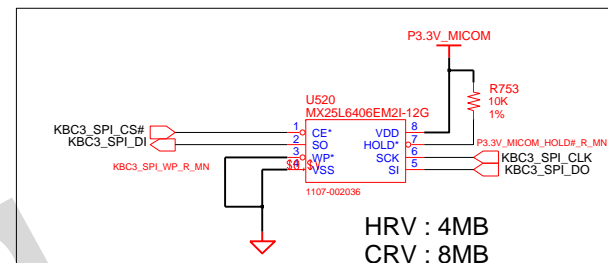 P3.3V_MICOM
R753
10K
1%
U520
MX25L6406EM2I-12G
KBC3_SPI_CS#
1
CE*
VDD
8
KBC3_SPI_DI
2
SO
HOLD*
7
P3.3V_MICOM_HOLD#_R_MN
KBC3_SPI_WP_R_MN
3
WP*
SCK
6
KBC3_SPI_CLK
VSS
SI
5
KBC3_SPI_DO
1107-002036
HRV : 4MB
CRV : 8MB